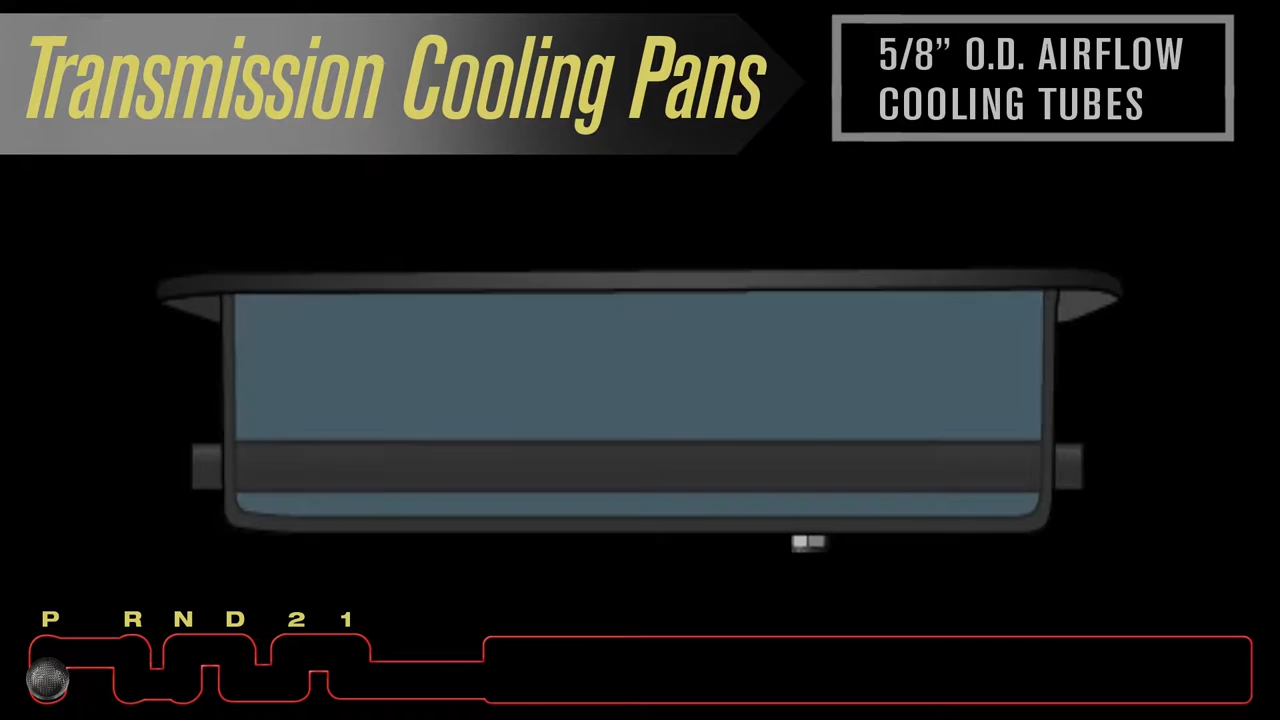 Transmission Cooling Pans
5/8” O.D. AIRFLOW
COOLING TUBES
P R N D 2 1